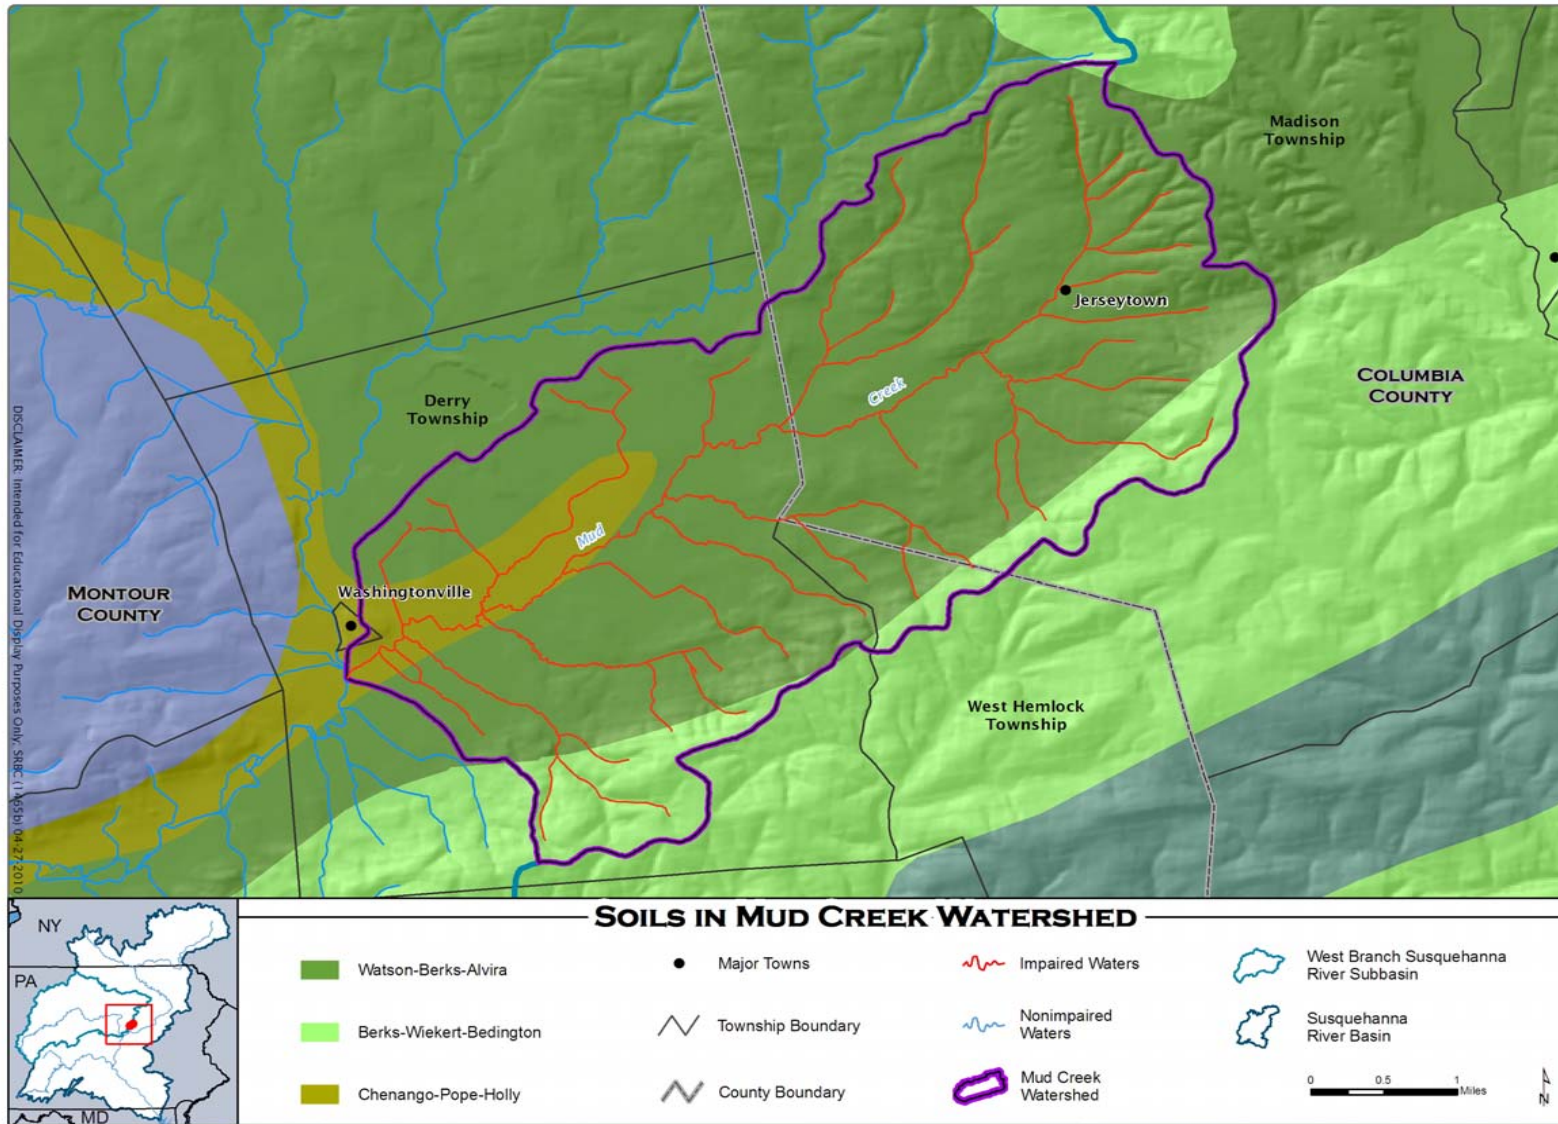 Madison
Township
Jerseytown
Creek
COLUMBIA
COUNTY
Derry
Township
Mud
Washingtonville
MONTOUR
COUNTY
West Hemlock
Township
DISCLAIMER: Intended for Educational Display Purposes Only; SRBC (1465b) 04-27-2010
NY
PA
MD
SOILS IN MUD CREEK WATERSHED
Watson-Berks-Alvira
Berks-Wiekert-Bedington
Chenango-Pope-Holly
Major Towns
Township Boundary
County Boundary
Impaired Waters
Nonimpaired
Waters
Mud Creek
Watershed
West Branch Susquehanna
River Subbasin
Susquehanna
River Basin
0 0.5 1
Miles
N